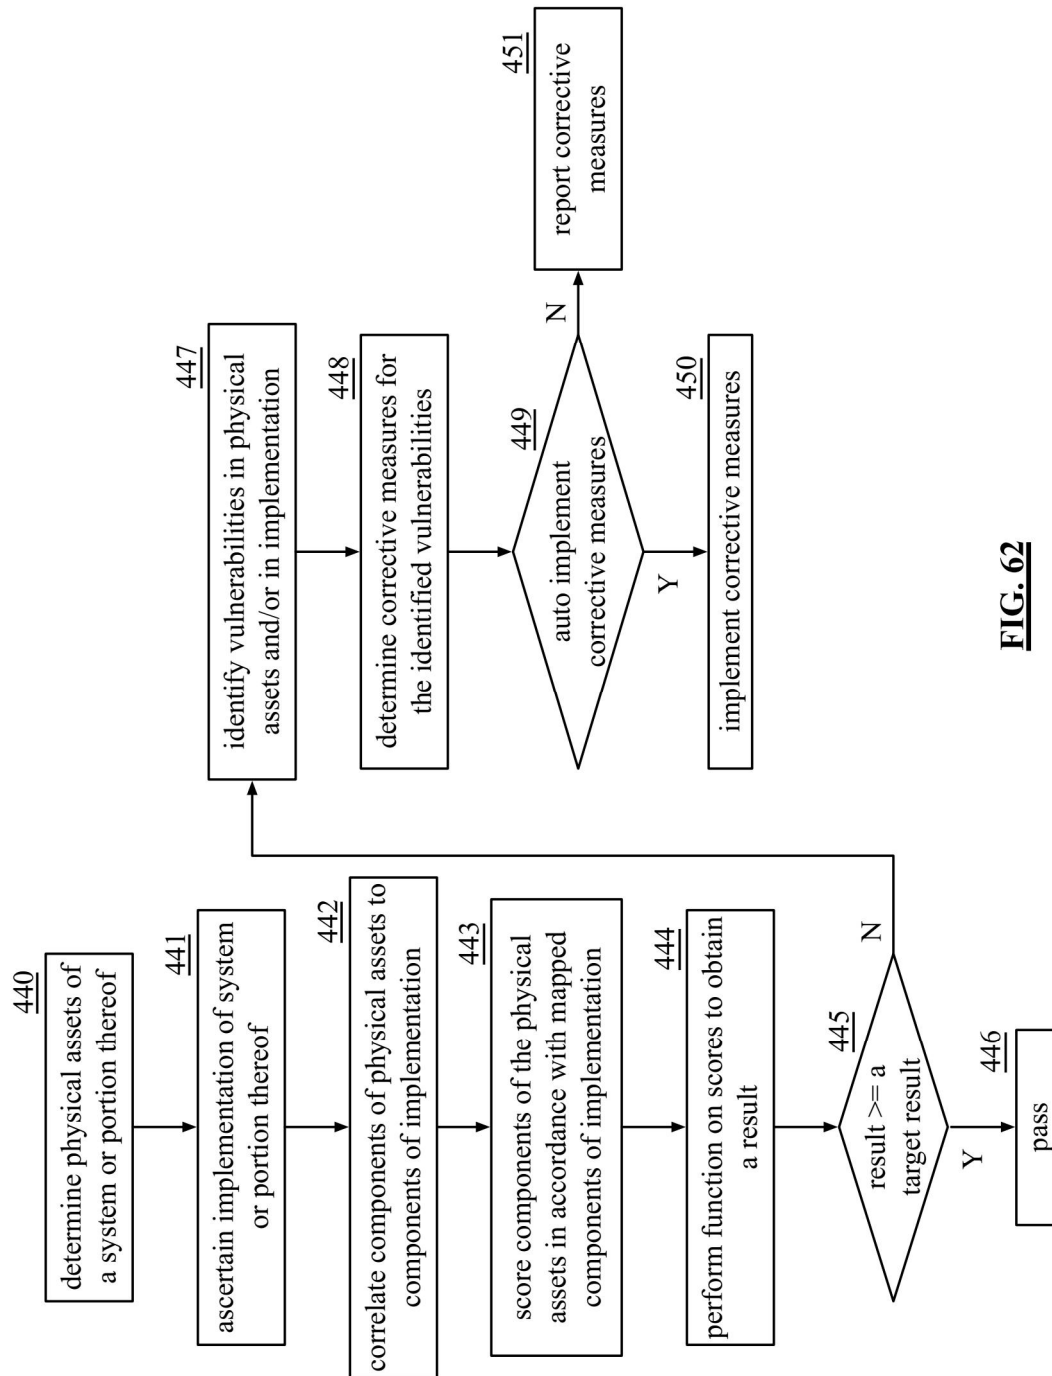 440
determine physical assets of
a system or portion thereof
441
ascertain implementation of system
or portion thereof
442
correlate components of physical assets to
components of implementation
443
score components of the physical
assets in accordance with mapped
components of implementation
444
perform function on scores to obtain
a result
445
result >= a
target result
N
Y
446
pass
447
identify vulnerabilities in physical
assets and/or in implementation
448
determine corrective measures for
the identified vulnerabilities
449
auto implement
corrective measures
N
Y
450
implement corrective measures
451
report corrective
measures
FIG. 62